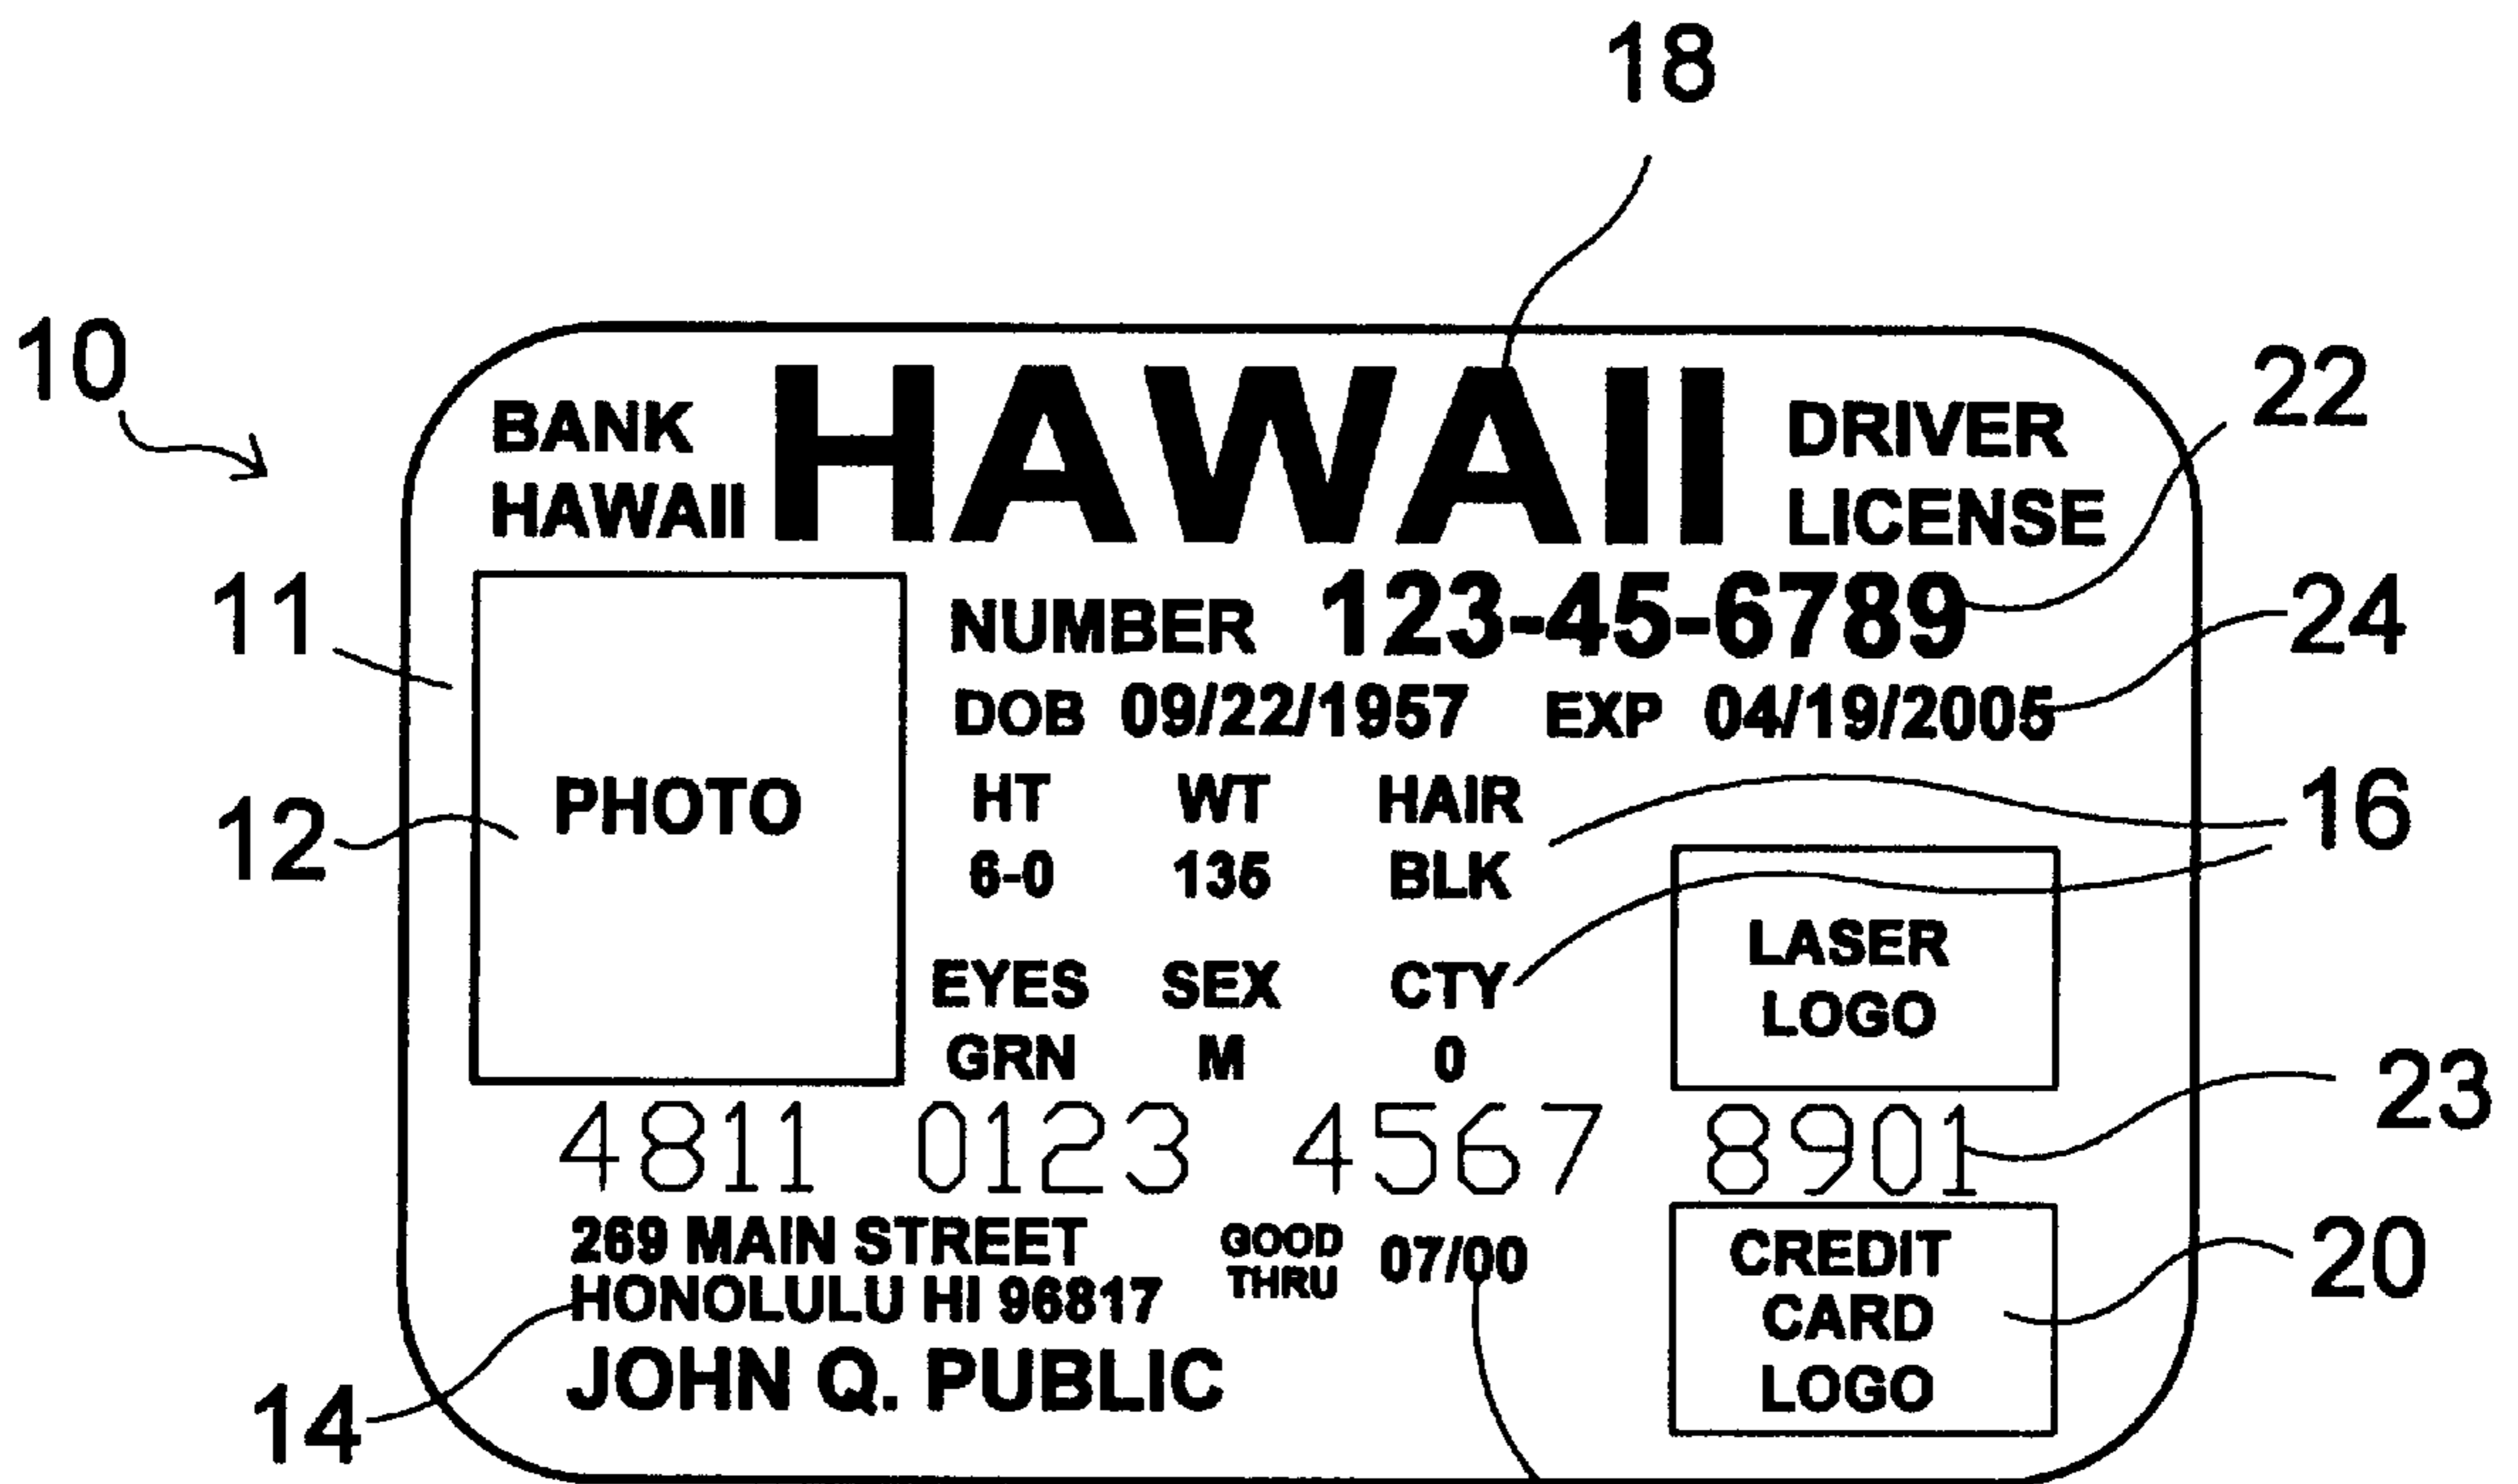 18
10
22
BANK HAWAII DRIVER
HAWAII LICENSE
11
NUMBER 123-45-6789
24
DOB 09/22/1957 EXP 04/19/2005
12
PHOTO
HT WT HAIR
16
6-0 135 BLK
LASER
LOGO
EYES SEX CTY
GRN M 0
23
4811 0123 4567 8901
269 MAIN STREET
HONOLULU HI 96817
GOOD
THRU
07/00
CREDIT
CARD
LOGO
20
JOHN Q. PUBLIC
14